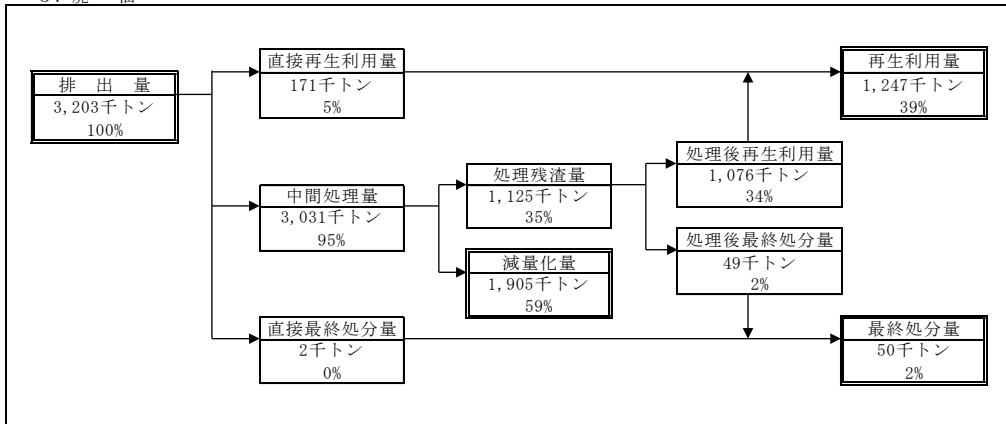 排 出 量
3,203千トン
100%
直接再生利用量
171千トン
5%
中間処理量
3,031千トン
95%
直接最終処分量
2千トン
0%
処理残渣量
1,125千トン
35%
減量化量
1,905千トン
59%
処理後再生利用量
1,076千トン
34%
処理後最終処分量
49千トン
2%
再生利用量
1,247千トン
39%
最終処分量
50千トン
2%